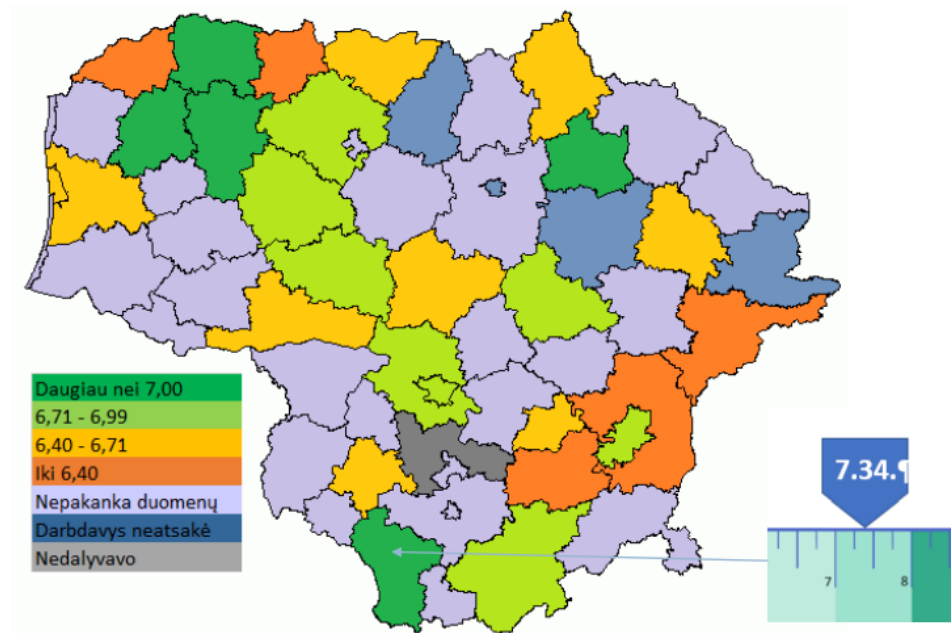 Daugiau nei 7,00
6,71 - 6,99
6,40 - 6,71
Iki 6,40
Nepakanka duomenų
Darbdavys neatsakė
Nedalyvavo
7.34.¶
7
8